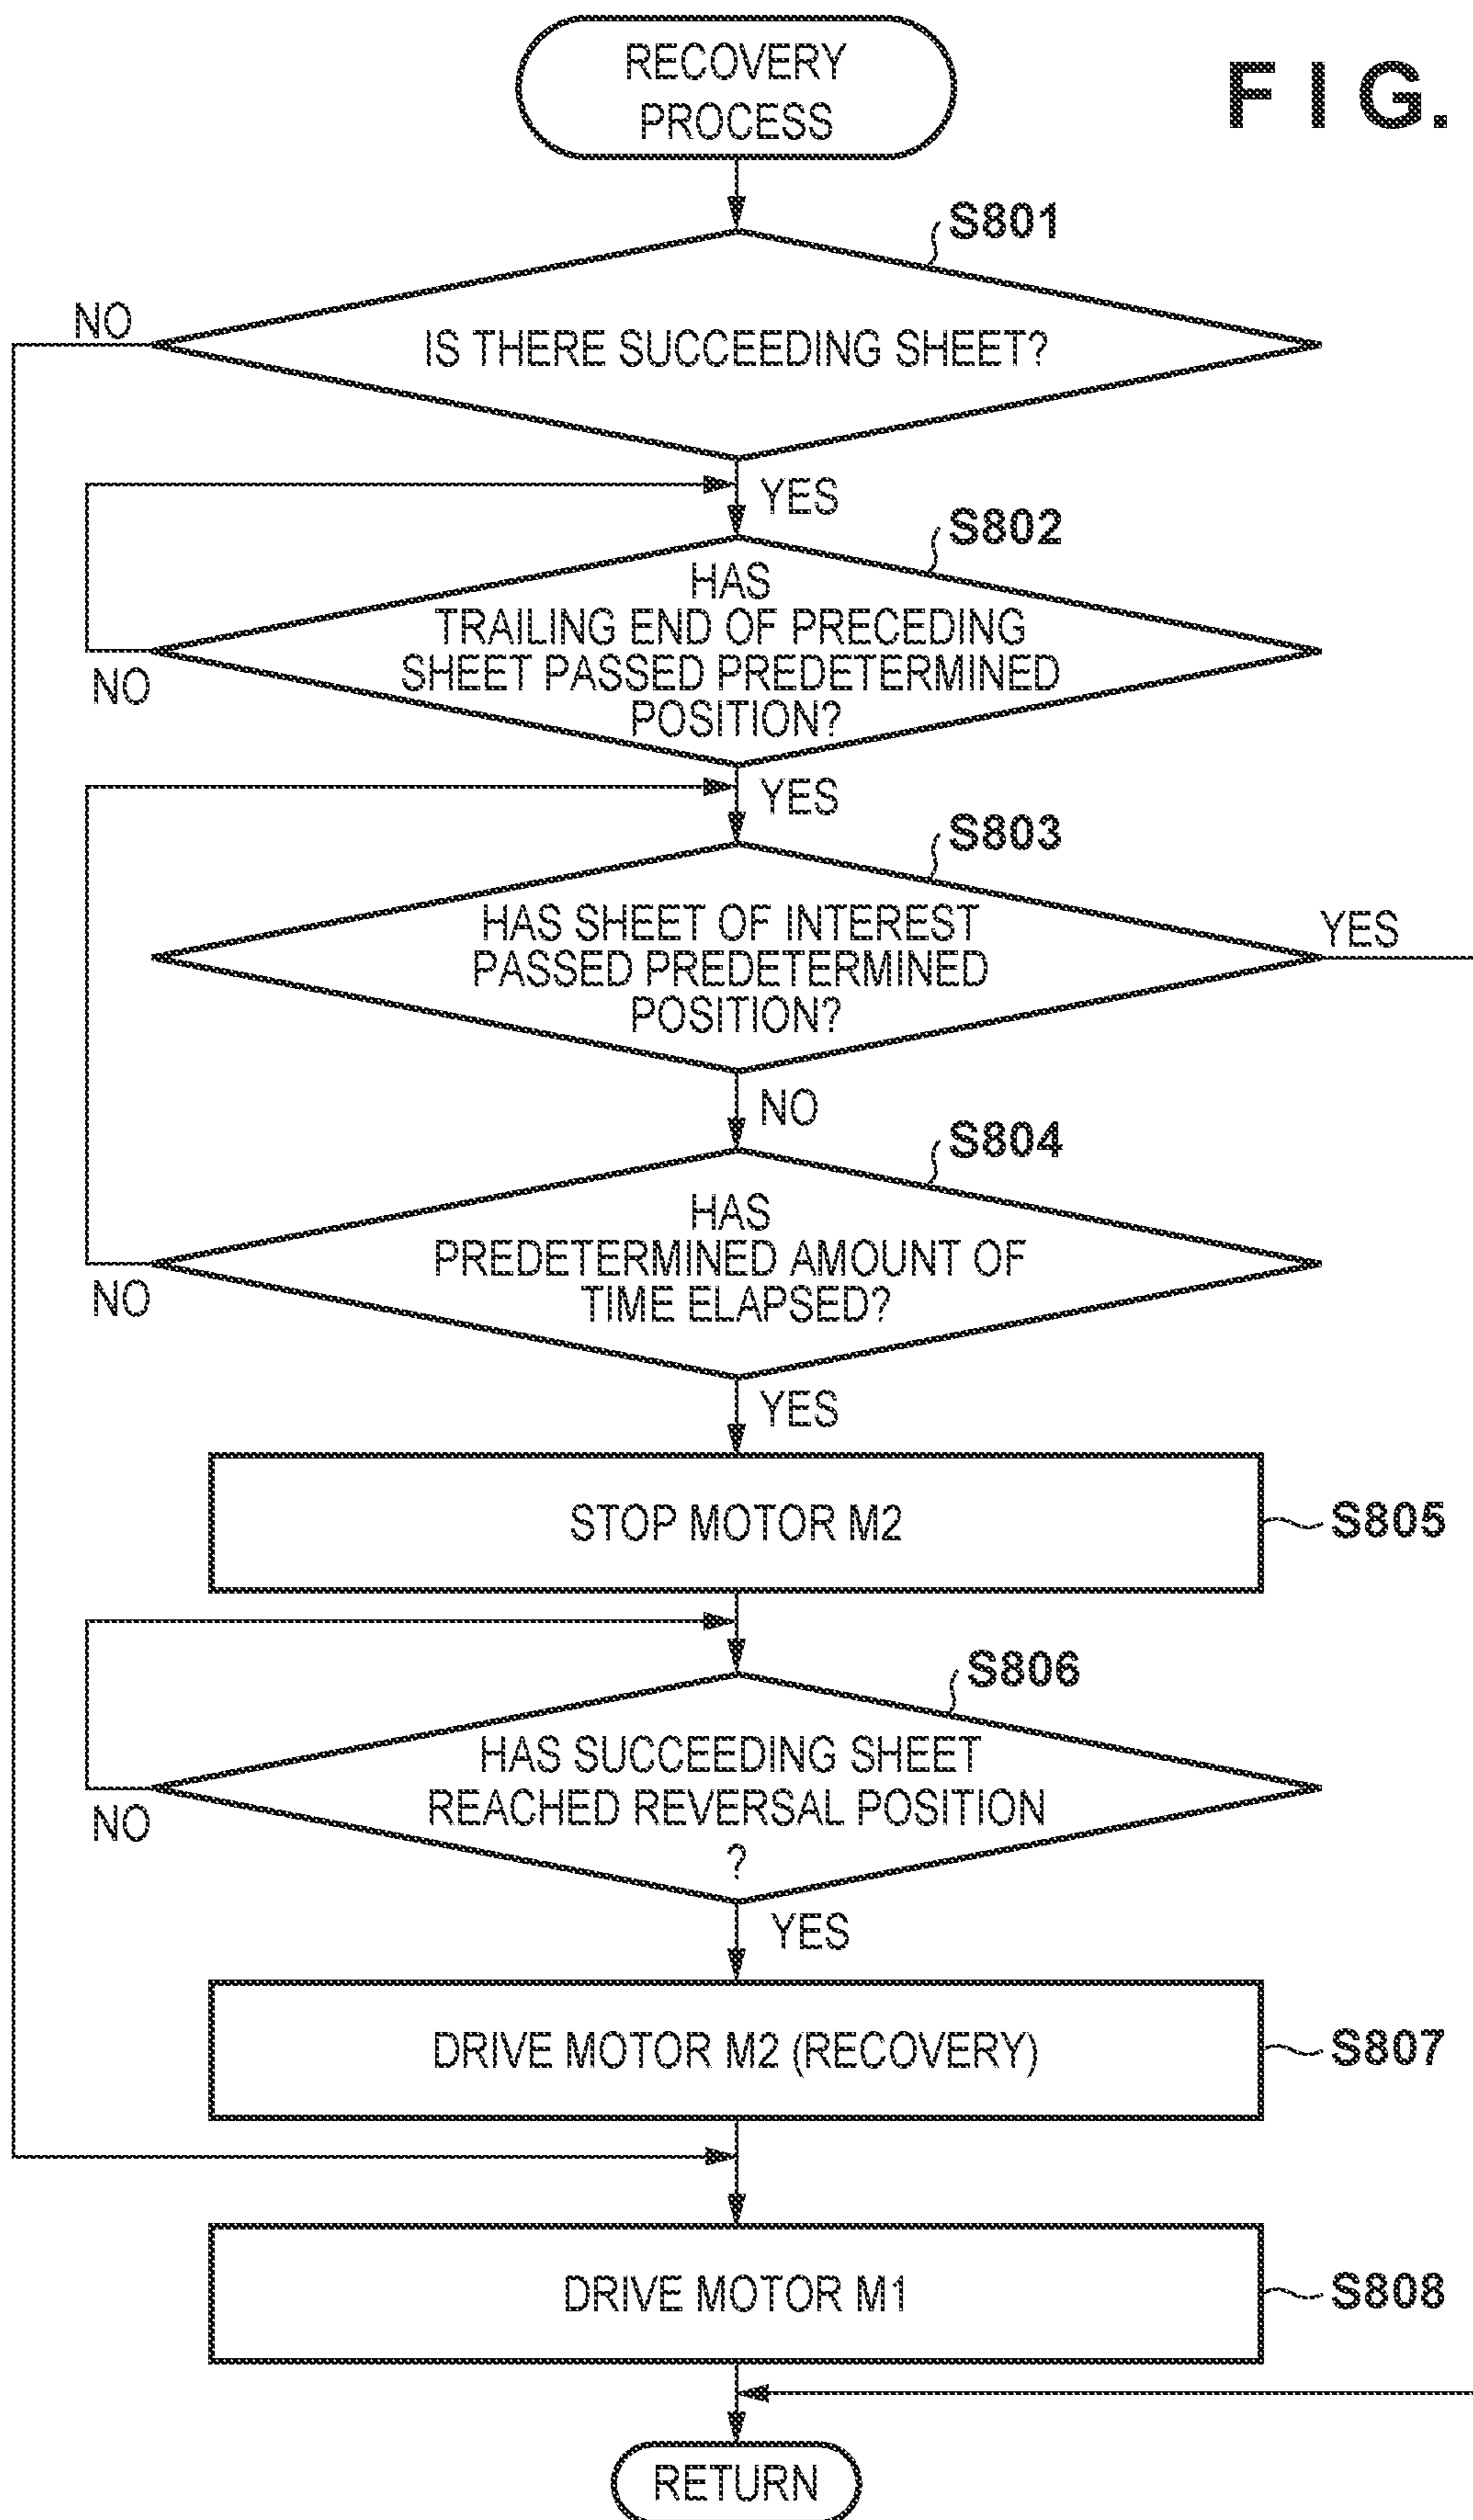 RECOVERY
PROCESS
FIG.
S801
NO
IS THERE SUCCEEDING SHEET?
YES
S802
HAS
TRAILING END OF PRECEDING
SHEET PASSED PREDETERMINED
POSITION?
NO
YES
S803
HAS SHEET OF INTEREST
PASSED PREDETERMINED
POSITION?
YES
NO
S804
HAS
PREDETERMINED AMOUNT OF
TIME ELAPSED?
NO
YES
STOP MOTOR M2
S805
S806
HAS SUCCEEDING SHEET
REACHED REVERSAL POSITION
?
NO
YES
DRIVE MOTOR M2 (RECOVERY)
S807
DRIVE MOTOR M1
S808
RETURN